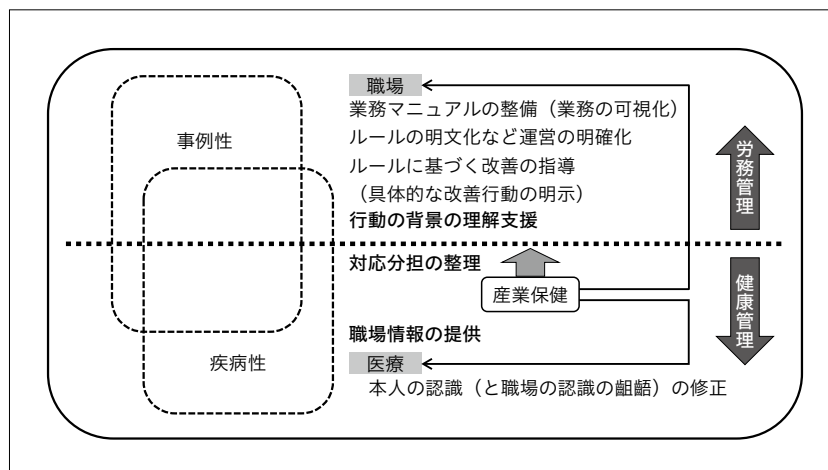 事例性
疾病性
職場
業務マニュアルの整備（業務の可視化）
ルールの明文化など運営の明確化
ルールに基づく改善の指導
（具体的な改善行動の明示）
行動の背景の理解支援
対応分担の整理
産業保健
職場情報の提供
医療
本人の認識（と職場の認識の齟齬）の修正
労務管理
健康管理